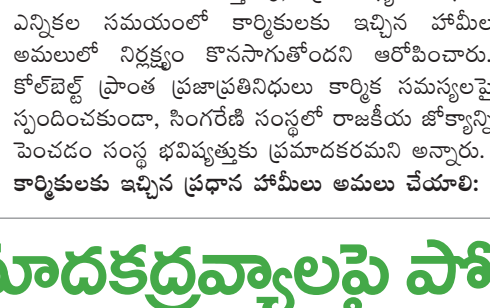 ఎన్నికల సమయంలో కార్మికులకు ఇచ్చిన హామీల
అమలులో నిర్లక్ష్యం కొనసాగుతోందని ఆరోపించారు.
కోల్‌బెల్ట్ ప్రాంత ప్రజాప్రతినిధులు కార్మిక సమస్యలపై
స్పందించకుండా, సింగరేణి సంస్థలో రాజకీయ జోక్యాన్ని
పెంచడం సంస్థ భవిష్యత్తుకు ప్రమాదకరమని అన్నారు.
కార్మికులకు ఇచ్చిన ప్రధాన హామీలు అమలు చేయాలి:
మాదకద్రవ్యాలపై పో